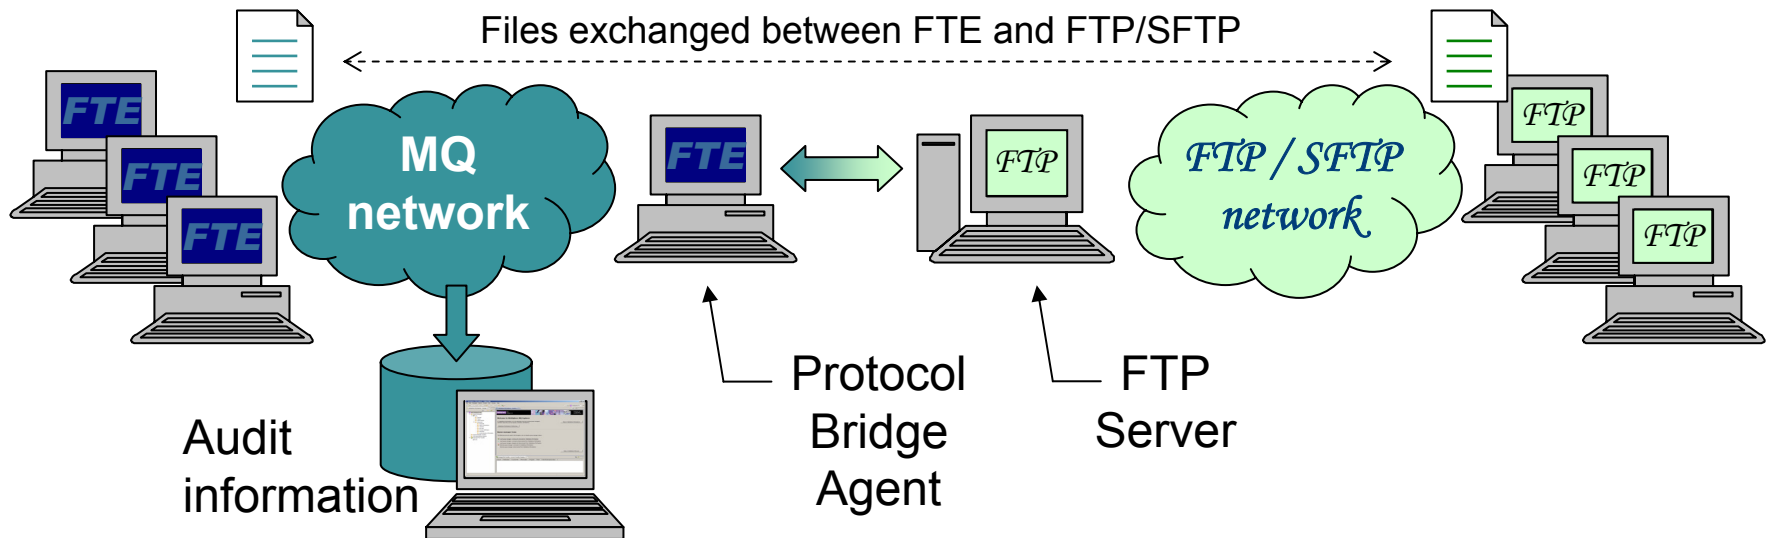 Files exchanged between FTE and FTP/SFTP
FTE
FTE
FTE
MQ
network
FTE
FTP
FTP / SFTP
network
FTP
FTP
FTP
Protocol
Bridge
Agent
FTP
Server
Audit
information